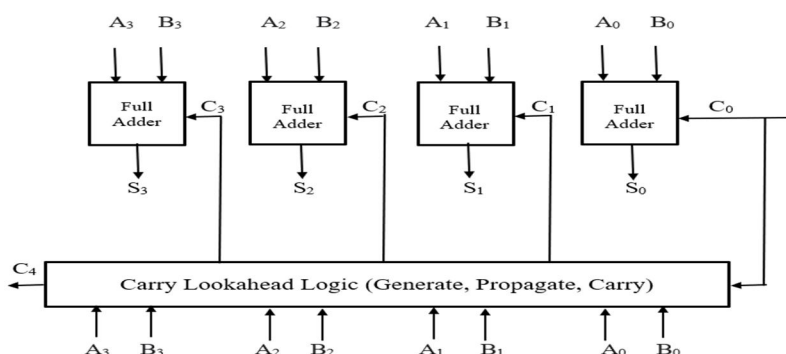 A₃ B₃ A₂ B₂ A₁ B₁ A₀ B₀
Full Adder C₃ Full Adder C₂ Full Adder C₁ Full Adder C₀
S₃ S₂ S₁ S₀
C₄ Carry Lookahead Logic (Generate, Propagate, Carry)
A₃ B₃ A₂ B₂ A₁ B₁ A₀ B₀